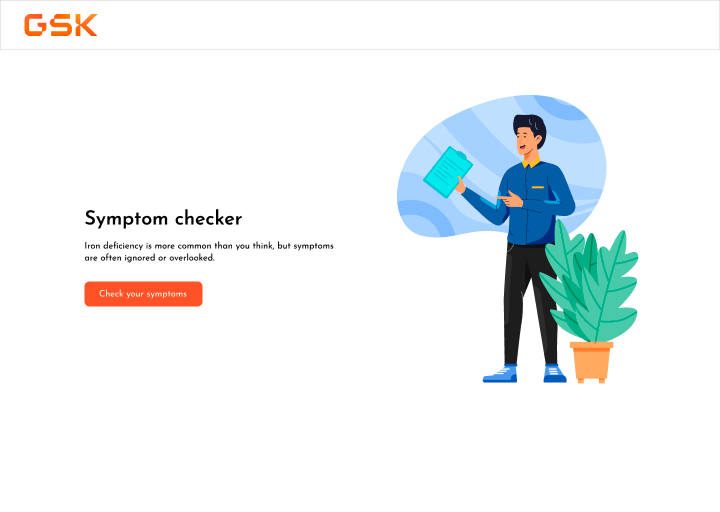 GSK
Symptom checker
Iron deficiency is more common than you think, but symptoms
are often ignored or overlooked.
Check your symptoms